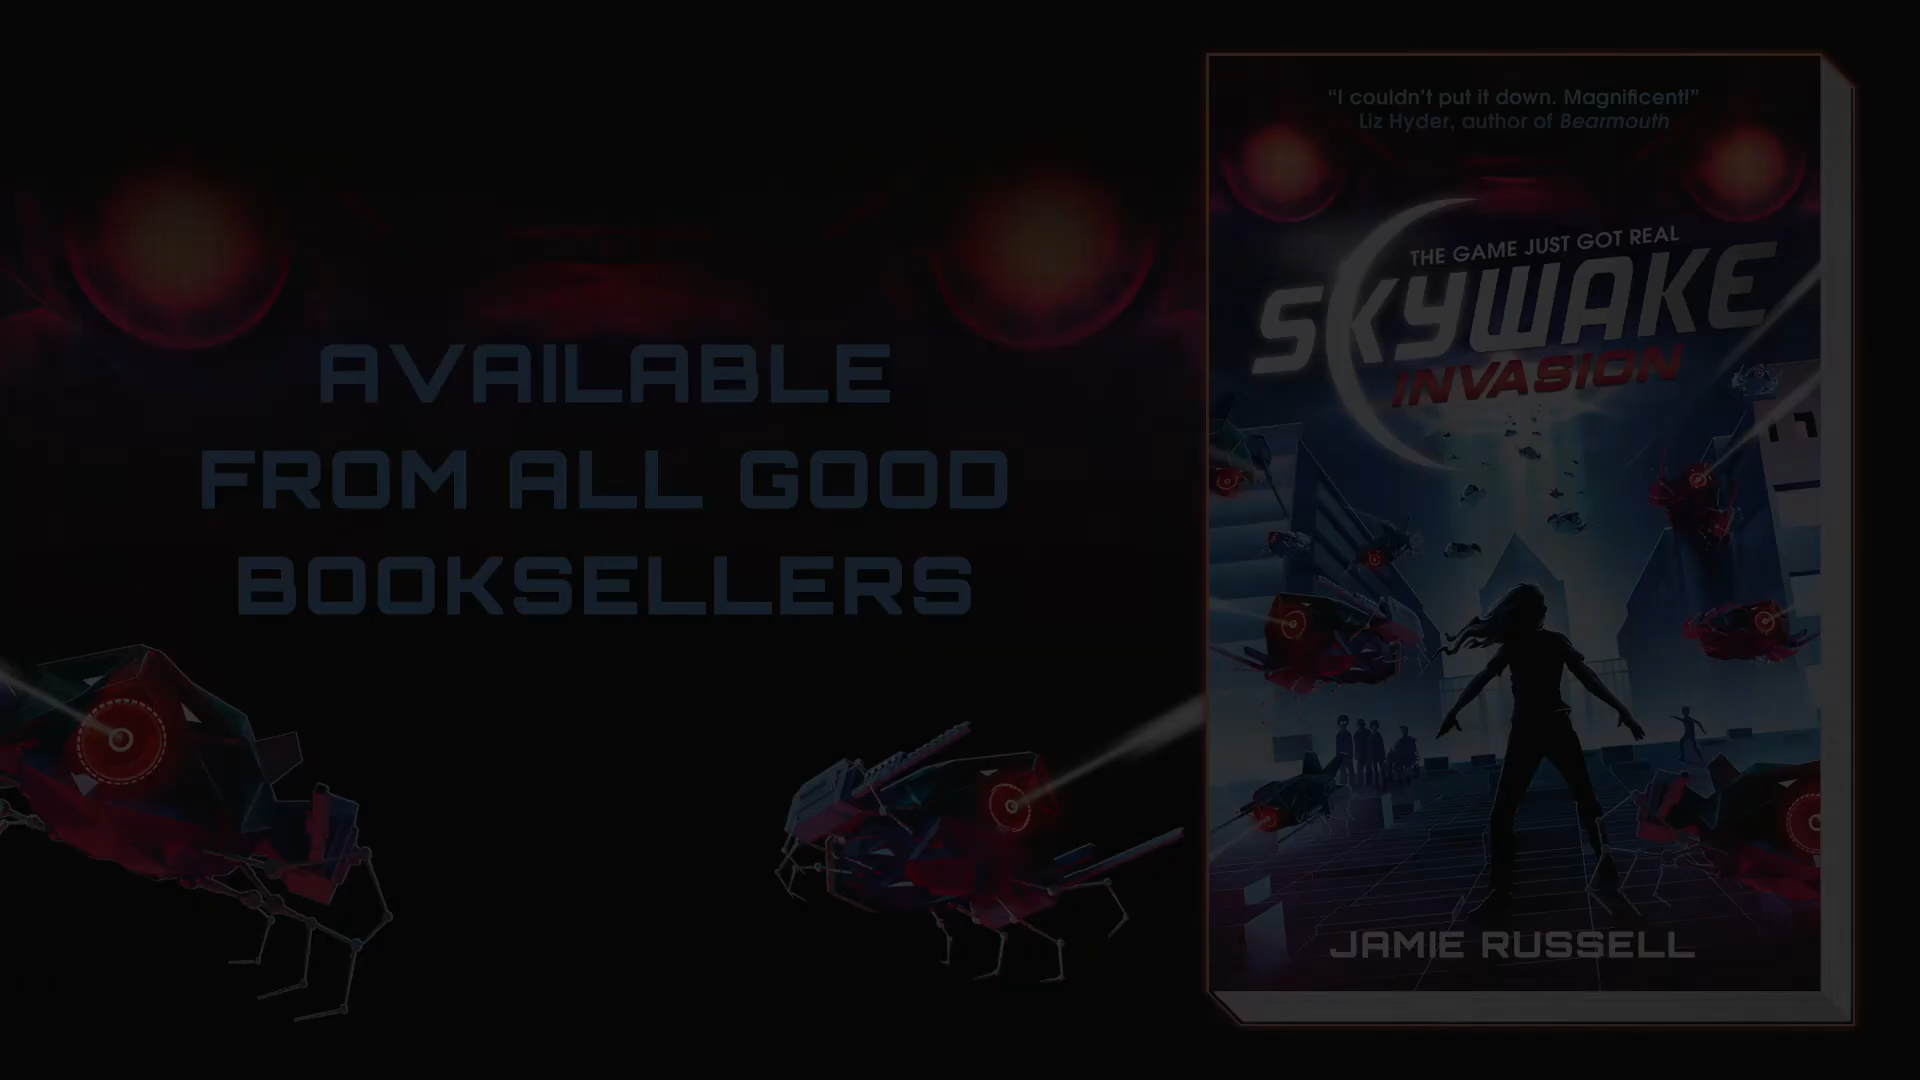 AVAILABLE
FROM ALL GOOD
BOOKSELLERS
“I couldn’t put it down. Magnificent!”
Liz Hyder, author of Bearmouth
THE GAME JUST GOT REAL
SKYWAKE
INVASION
JAMIE RUSSELL